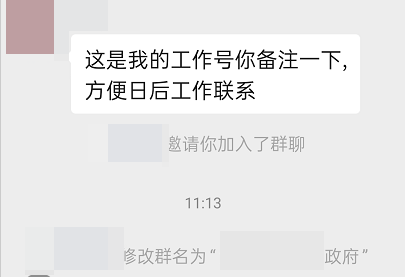 这是我的工作号你备注一下,
方便日后工作联系
邀请你加入了群聊
11:13
修改群名为“ 政府”